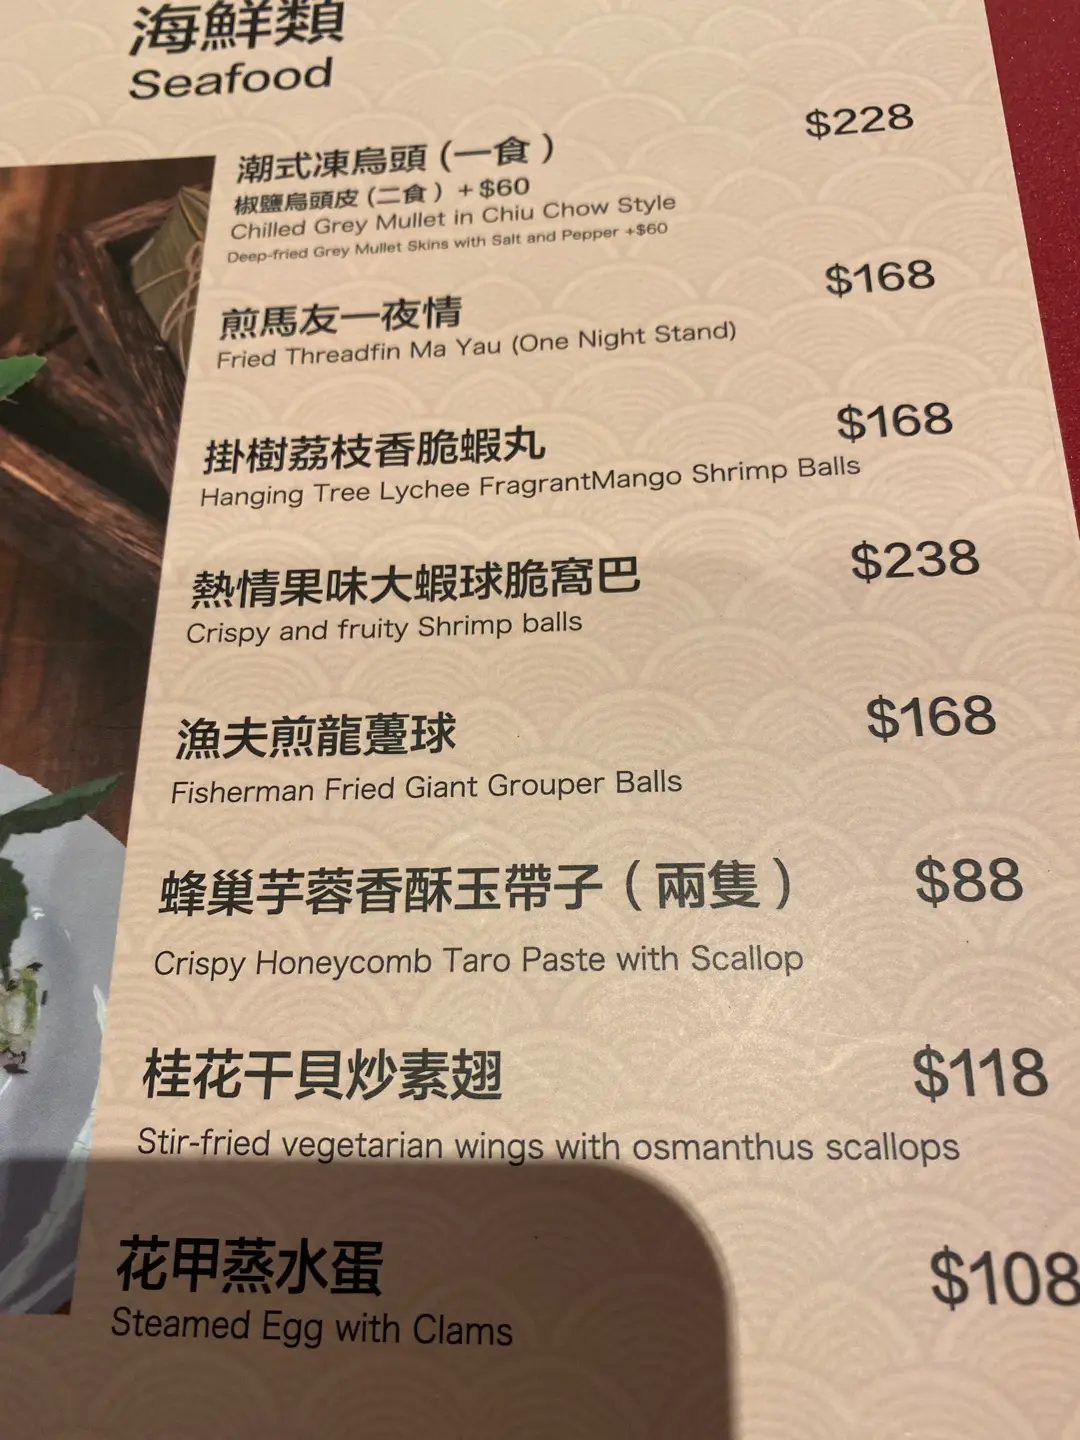 海鮮類
Seafood
潮式凍烏頭 (一食) $228
椒鹽烏頭皮 (二食) +$60
Chilled Grey Mullet in Chiu Chow Style
Deep-fried Grey Mullet Skins with Salt and Pepper +$60
煎馬友一夜情 $168
Fried Threadfin Ma Yau (One Night Stand)
掛樹荔枝香脆蝦丸 $168
Hanging Tree Lychee FragrantMango Shrimp Balls
熱情果味大蝦球脆窩巴 $238
Crispy and fruity Shrimp balls
漁夫煎龍躉球 $168
Fisherman Fried Giant Grouper Balls
蜂巢芋蓉香酥玉帶子 (兩隻) $88
Crispy Honeycomb Taro Paste with Scallop
桂花干貝炒素翅 $118
Stir-fried vegetarian wings with osmanthus scallops
花甲蒸水蛋 $108
Steamed Egg with Clams